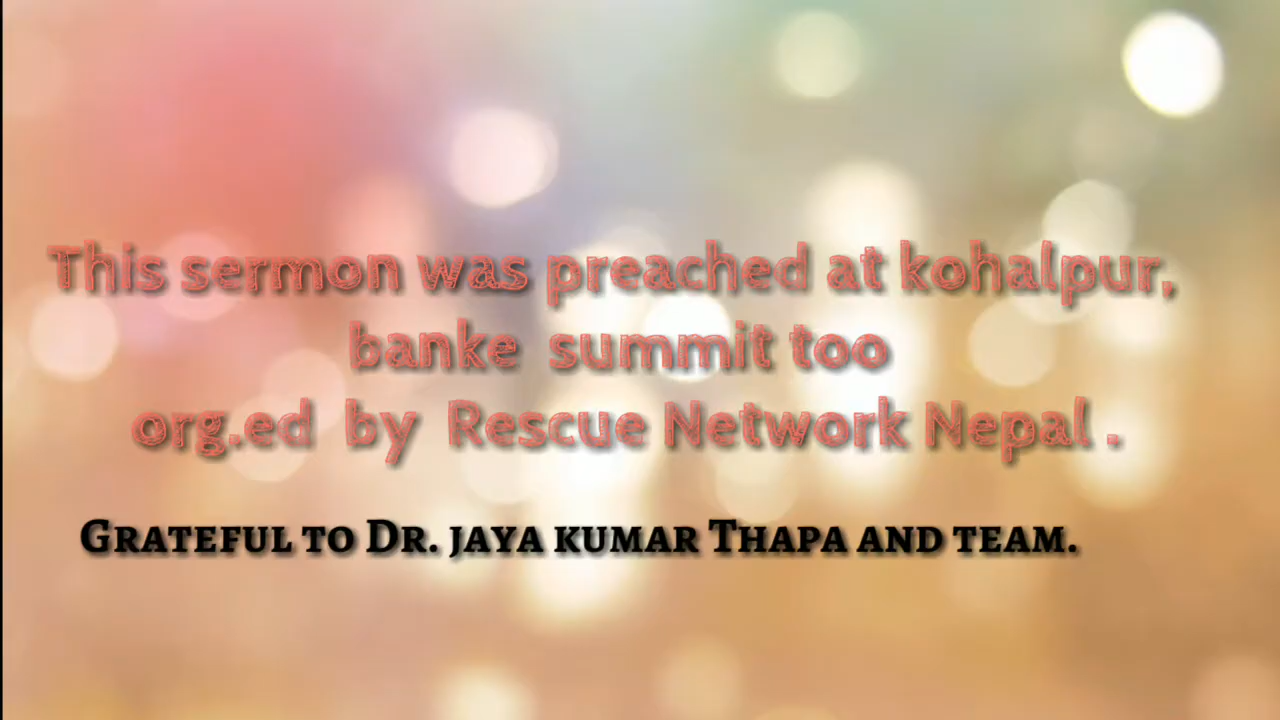 This sermon was preached at kohalpur,
banke summit too
org.ed by Rescue Network Nepal .
Grateful to Dr. jaya kumar Thapa and team.